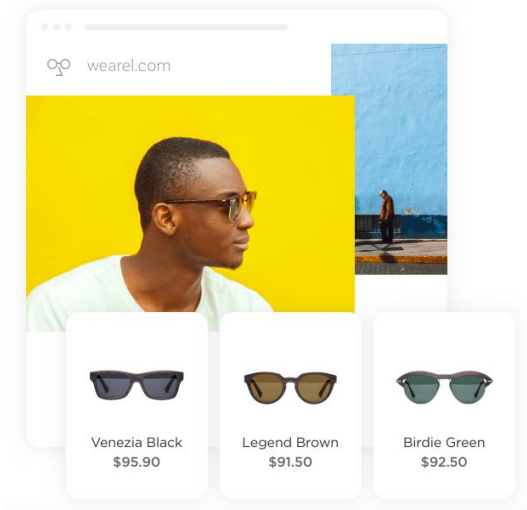 wearel.com
Venezia Black
$95.90
Legend Brown
$91.50
Birdie Green
$92.50